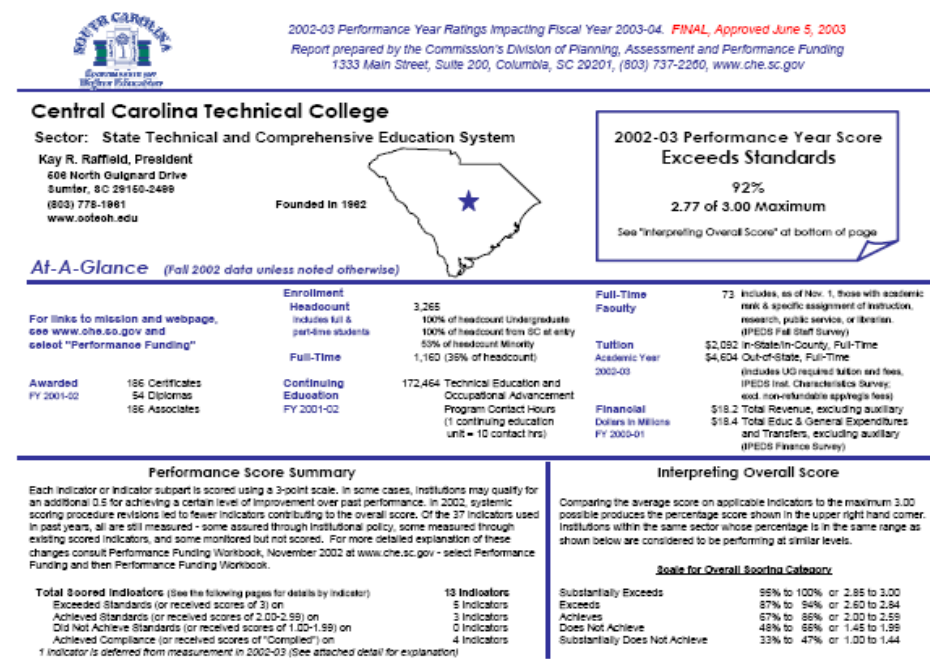 SOUTH CAROLINA
Commission on
Higher Education
2002-03 Performance Year Ratings Impacting Fiscal Year 2003-04. FINAL, Approved June 5, 2003
Report prepared by the Commission's Division of Planning, Assessment and Performance Funding
1333 Main Street, Suite 200, Columbia, SC 29201, (803) 737-2260, www.che.sc.gov
Central Carolina Technical College
Sector: State Technical and Comprehensive Education System
Kay R. Raffield, President
506 North Guignard Drive
Sumter, SC 29150-2499
(803) 778-1961
Founded in 1962
2002-03 Performance Year Score
Exceeds Standards
92%
2.77 of 3.00 Maximum
See "Interpreting Overall Score" at bottom of page
At-A-Glance (Fall 2002 data unless noted otherwise)
For links to mission and webpage,
see www.che.sc.gov and
select "Performance Funding"
Awarded 186 Certificates
FY 2001-02 54 Diplomas
186 Associates
Enrollment
Headcount 3,265
Includes full & 100% of headcount Undergraduate
part-time students 100% of headcount from SC at entry
53% of headcount Minority
Full-Time 1,160 (36% of headcount)
Continuing 172,464 Technical Education and
Education Occupational Advancement
FY 2001-02 Program Contact Hours
(1 continuing education
unit = 10 contact hrs)
Full-Time 73 Includes, as of Nov. 1, those with academic
Faculty rank & specific assignment of instruction,
research, public service, or librarian.
(IPEDS Fall Staff Survey)
Tuition $2,092 In-State/In-County, Full-Time
Academic Year $4,604 Out-of-State, Full-Time
2002-03 (includes UG required tuition and fees,
IPEDS Inst. Characteristics Survey;
excl. non-refundable app/regis fees)
Financial $18.2 Total Revenue, excluding auxiliary
Dollars in Millions $18.4 Total Educ & General Expenditures
FY 2000-01 and Transfers, excluding auxiliary
(IPEDS Finance Survey)
Performance Score Summary
Each indicator or indicator subpart is scored using a 3-point scale. In some cases, institutions may qualify for
an additional 0.5 for achieving a certain level of improvement over past performance. In 2002, systemic
scoring procedure revisions led to fewer indicators contributing to the overall score. Of the 37 indicators used
in past years, all are still measured - some assured through institutional policy, some measured through
existing scored indicators, and some monitored but not scored. For more detailed explanation of these
changes consult Performance Funding Workbook, November 2002 at www.che.sc.gov - select Performance
Funding and then Performance Funding Workbook.
Total Scored Indicators (See the following pages for details by indicator) 13 Indicators
Exceeded Standards (or received scores of 3) on 5 Indicators
Achieved Standards (or received scores of 2.00-2.99) on 3 Indicators
Did Not Achieve Standards (or received scores of 1.00-1.99) on 0 Indicators
Achieved Compliance (or received scores of "Complied") on 4 Indicators
1 indicator is deferred from measurement in 2002-03 (See attached detail for explanation)
Interpreting Overall Score
Comparing the average score on applicable indicators to the maximum 3.00
possible produces the percentage score shown in the upper right hand corner.
Institutions within the same sector whose percentage is in the same range as
shown below are considered to be performing at similar levels.
Scale for Overall Scoring Category
Substantially Exceeds 95% to 100% or 2.85 to 3.00
Exceeds 87% to 94% or 2.60 to 2.84
Achieves 67% to 86% or 2.00 to 2.59
Does Not Achieve 48% to 66% or 1.45 to 1.99
Substantially Does Not Achieve 33% to 47% or 1.00 to 1.44